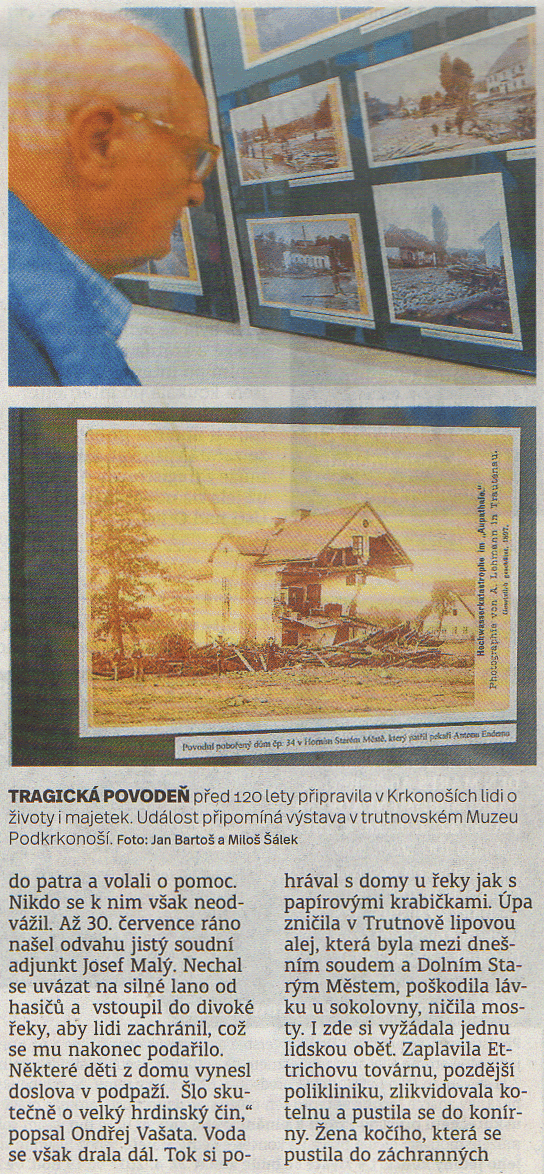 Hochwasserkatastrophe im „Aupathale.“
Photographie von A. Lehmann in Trautenau.
Gesetzlich geschützt. 1897.
Povodní pobořený dům čp. 34 v Horním Starém Městě, který patřil pekaři Antonu
TRAGICKÁ POVODEŇ před 120 lety připravila v Krkonoších lidi o
životy i majetek. Událost připomíná výstava v trutnovském Muzeu
Podkrkonoší. Foto: Jan Bartoš a Miloš Šálek
do patra a volali o pomoc.
Nikdo se k nim však neod-
vážil. Až 30. července ráno
našel odvahu jistý soudní
adjunkt Josef Malý. Nechal
se uvázat na silné lano od
hasičů a vstoupil do divoké
řeky, aby lidi zachránil, což
se mu nakonec podařilo.
Některé děti z domu vynesl
doslova v podpaží. Šlo sku-
tečně o velký hrdinský čin,“
popsal Ondřej Vašata. Voda
se však drala dál. Tok si po-
hrával s domy u řeky jak s
papírovými krabičkami. Úpa
zničila v Trutnově lipovou
alej, která byla mezi dneš-
ním soudem a Dolním Sta-
rým Městem, poškodila láv-
ku u sokolovny, ničila mos-
ty. I zde si vyžádala jednu
lidskou oběť. Zaplavila Et-
trichovu továrnu, pozdější
polikliniku, zlikvidovala ko-
telnu a pustila se do konír-
ny. Žena kočího, která se
pustila do záchranných